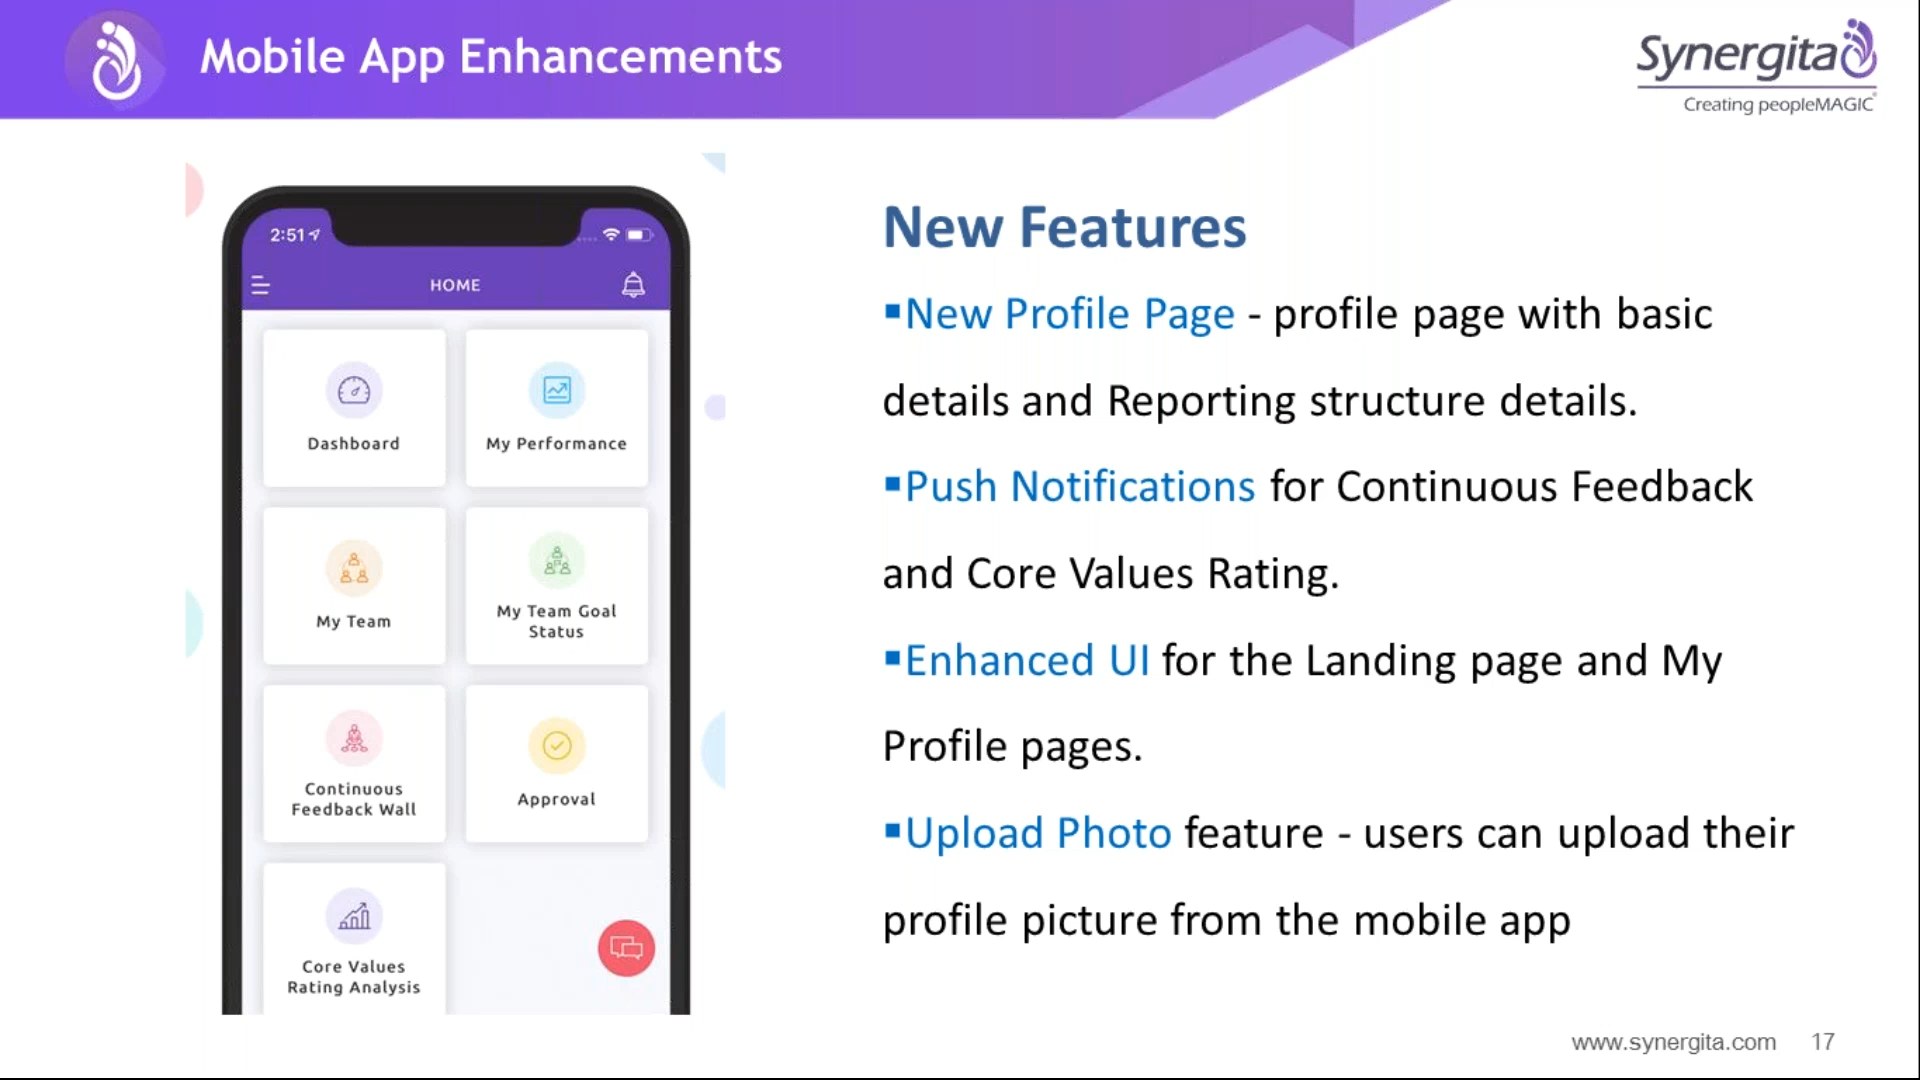 Mobile App Enhancements
Synergita
Creating peopleMAGIC
2:51
HOME
Dashboard
My Performance
My Team
My Team Goal
Status
Continuous
Feedback Wall
Approval
Core Values
Rating Analysis
New Features
▪New Profile Page - profile page with basic
details and Reporting structure details.
▪Push Notifications for Continuous Feedback
and Core Values Rating.
▪Enhanced UI for the Landing page and My
Profile pages.
▪Upload Photo feature - users can upload their
profile picture from the mobile app
www.synergita.com 17